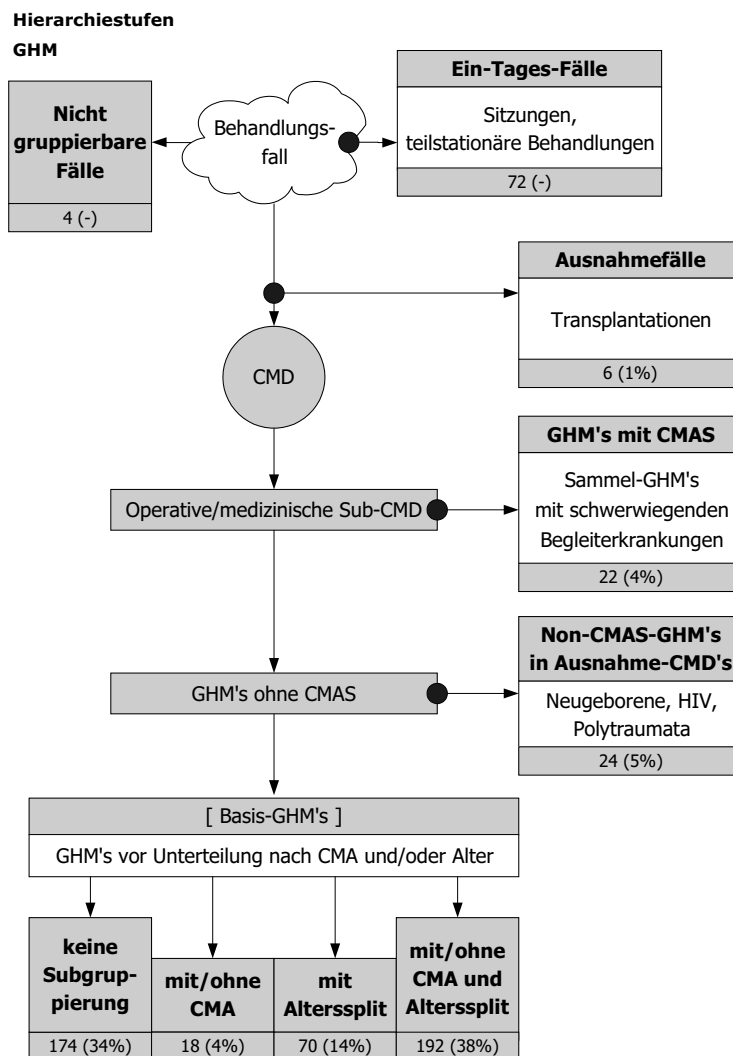 Hierarchiestufen
GHM
Nicht
gruppierbare
Fälle
4 (-)
Behandlungs-
fall
Ein-Tages-Fälle
Sitzungen,
teilstationäre Behandlungen
72 (-)
Ausnahmefälle
Transplantationen
6 (1%)
CMD
GHM's mit CMAS
Sammel-GHM's
mit schwerwiegenden
Begleiterkrankungen
22 (4%)
Operative/medizinische Sub-CMD
Non-CMAS-GHM's
in Ausnahme-CMD's
Neugeborene, HIV,
Polytraumata
24 (5%)
GHM's ohne CMAS
[ Basis-GHM's ]
GHM's vor Unterteilung nach CMA und/oder Alter
keine
Subgrup-
pierung
174 (34%)
mit/ohne
CMA
18 (4%)
mit
Alterssplit
70 (14%)
mit/ohne
CMA und
Alterssplit
192 (38%)